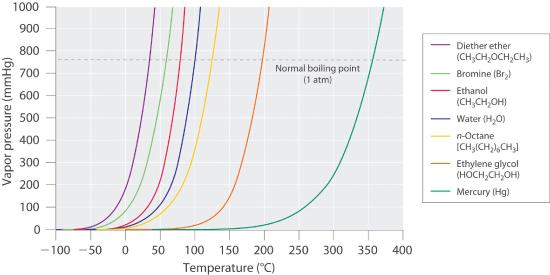 1000
900
800
700
600
500
400
300
200
100
0
Vapor pressure (mmHg)
−100 −50 0 50 100 150 200 250 300 350 400
Temperature (°C)
Normal boiling point
(1 atm)
Diether ether
(CH₃CH₂OCH₂CH₃)
Bromine (Br₂)
Ethanol
(CH₃CH₂OH)
Water (H₂O)
n-Octane
[CH₃(CH₂)₆CH₃]
Ethylene glycol
(HOCH₂CH₂OH)
Mercury (Hg)